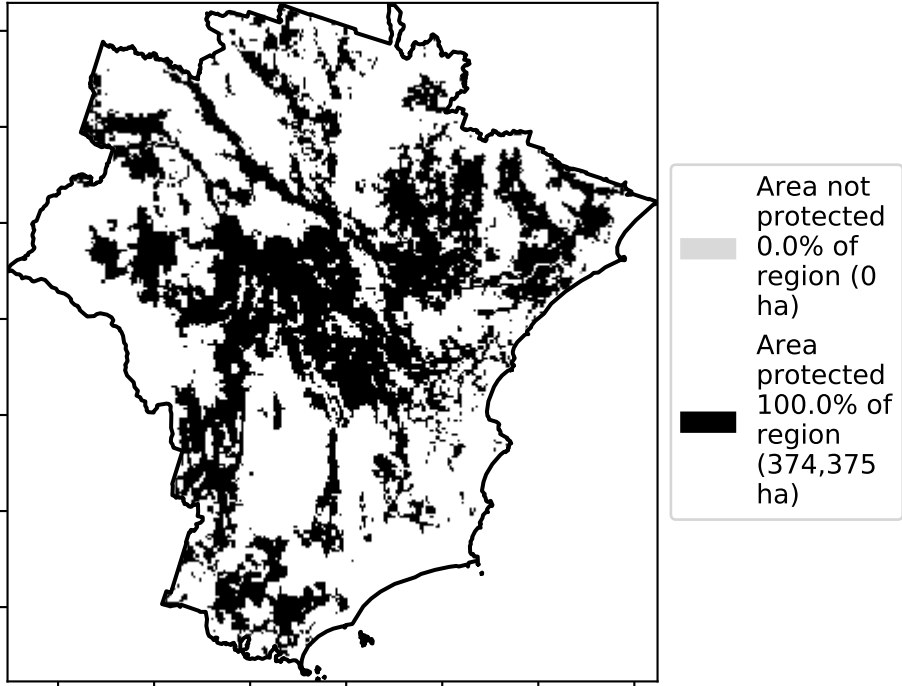 Area not
protected
0.0% of
region (0
ha)
Area
protected
100.0% of
region
(374,375
ha)